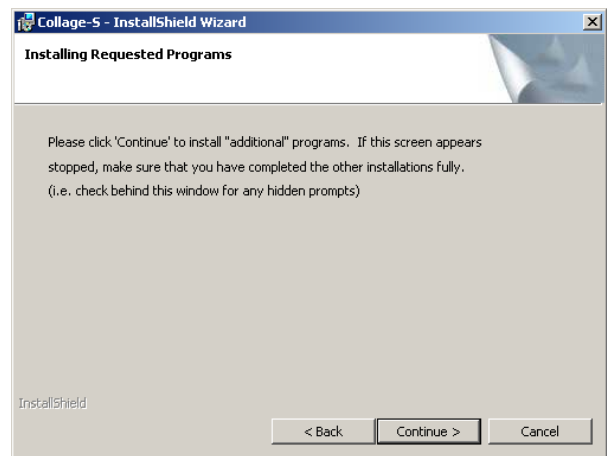 Collage-S - InstallShield Wizard
Installing Requested Programs
Please click 'Continue' to install "additional" programs. If this screen appears
stopped, make sure that you have completed the other installations fully.
(i.e. check behind this window for any hidden prompts)
InstallShield
< Back
Continue >
Cancel